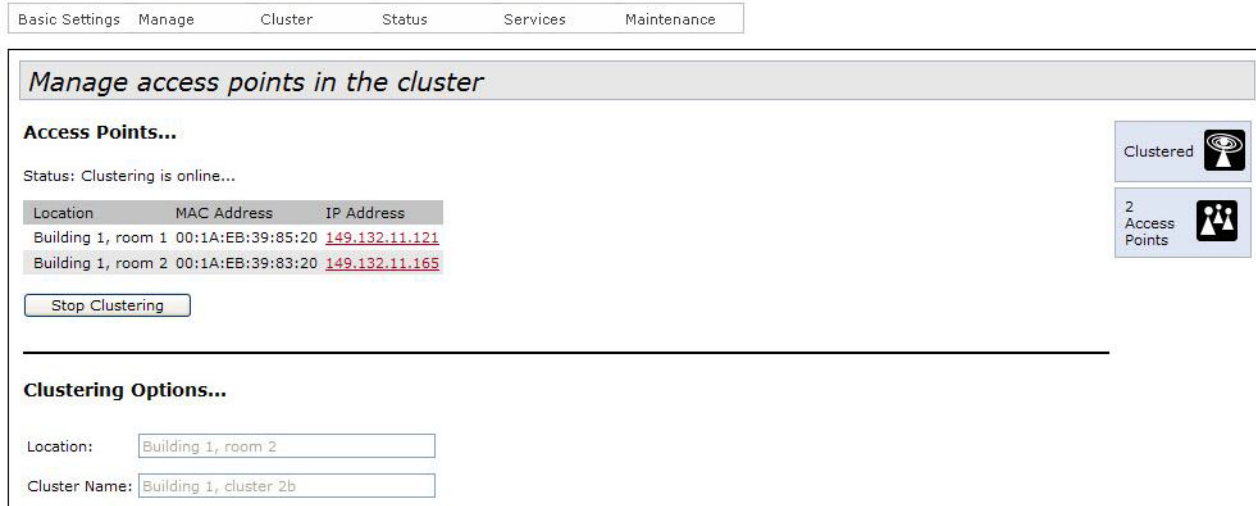 Basic Settings Manage Cluster Status Services Maintenance
Manage access points in the cluster
Access Points...
Clustered
Status: Clustering is online...
Location MAC Address IP Address
Building 1, room 1 00:1A:EB:39:85:20 149.132.11.121
Building 1, room 2 00:1A:EB:39:83:20 149.132.11.165
2
Access
Points
Stop Clustering
Clustering Options...
Location: Building 1, room 2
Cluster Name: Building 1, cluster 2b